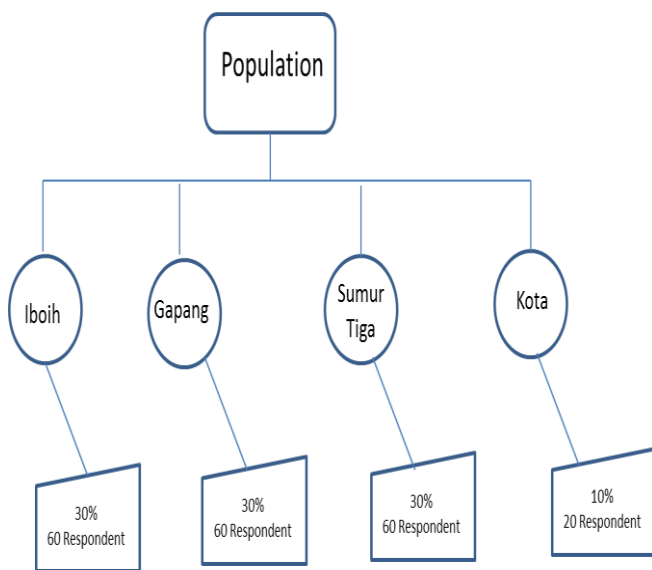 Population
Iboih
Gapang
Sumur
Tiga
Kota
30%
60 Respondent
30%
60 Respondent
30%
60 Respondent
10%
20 Respondent